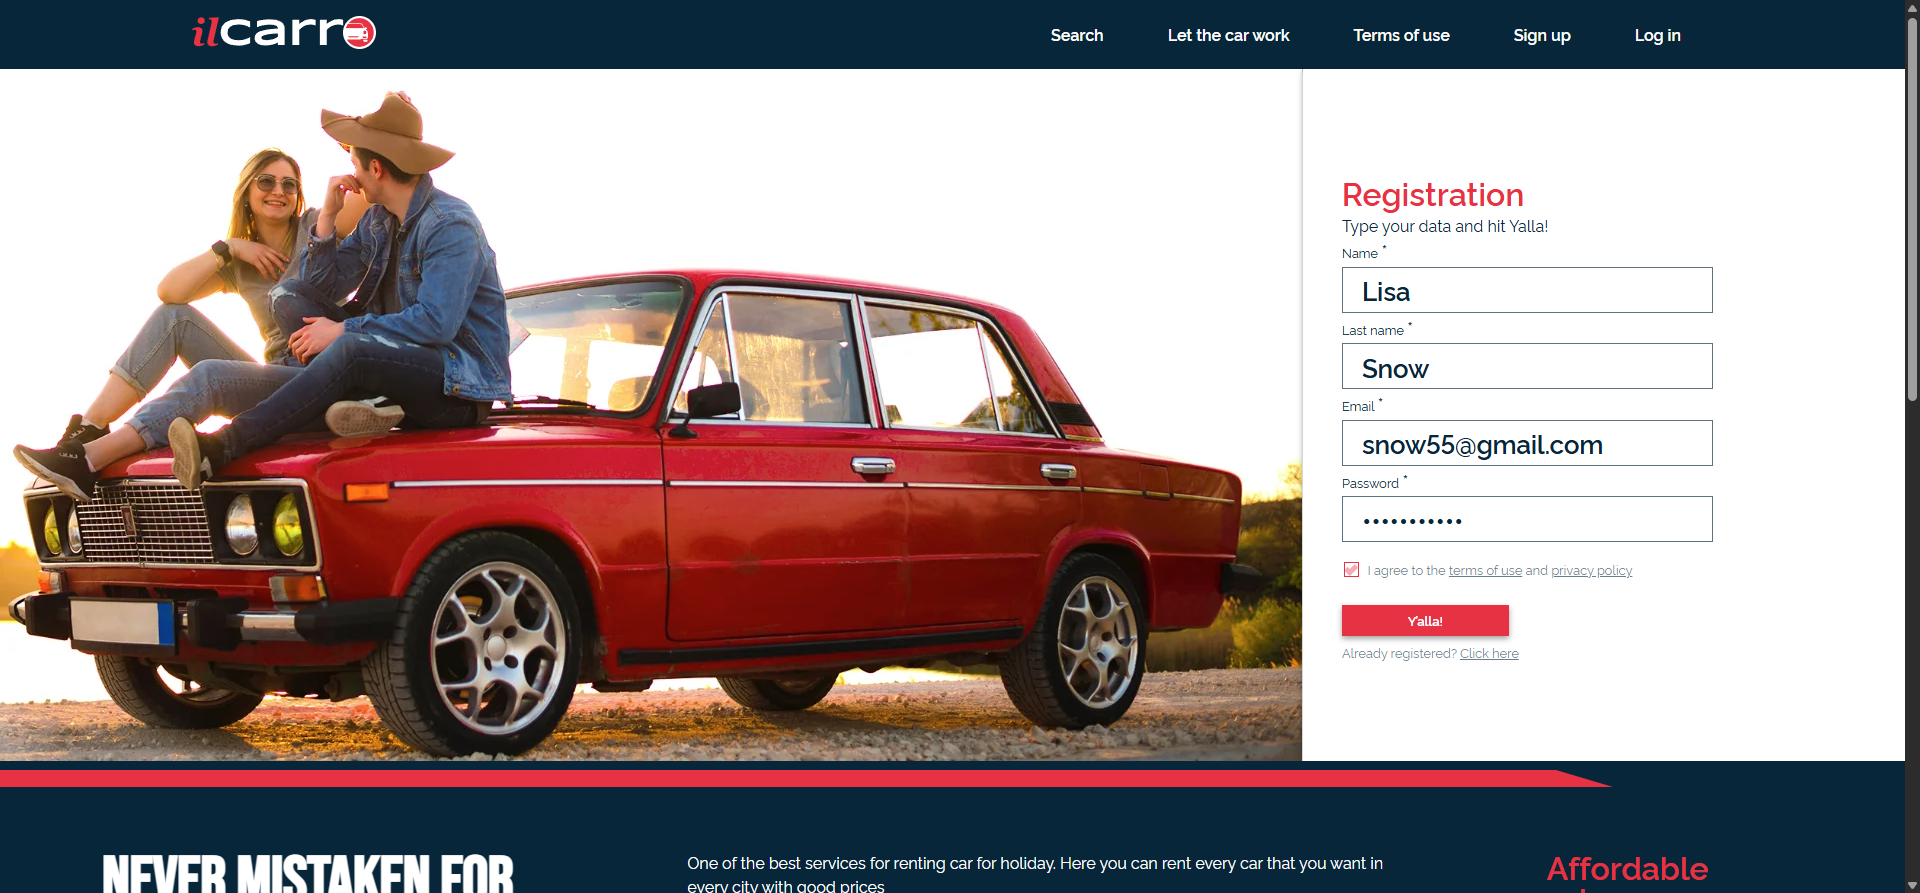 ilcarro
Search
Let the car work
Terms of use
Sign up
Log in
Registration
Type your data and hit Yalla!
Name *
Lisa
Last name *
Snow
Email *
snow55@gmail.com
Password *
•••••••••••
I agree to the terms of use and privacy policy
Y'alla!
Already registered? Click here
NEVER MISTAKEN FOR
One of the best services for renting car for holiday. Here you can rent every car that you want in
every city with good prices
Affordable